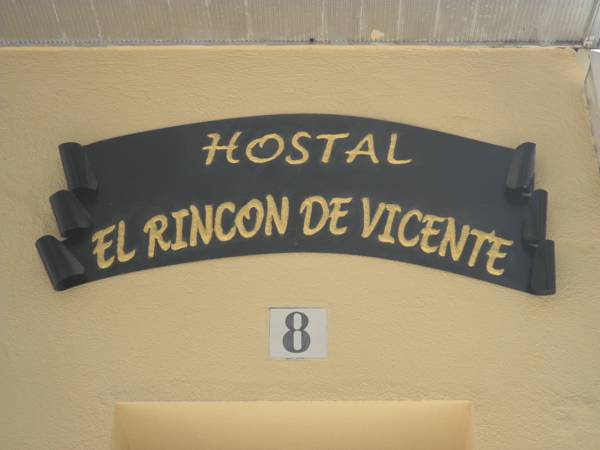 HOSTAL
EL RINCON DE VICENTE
8